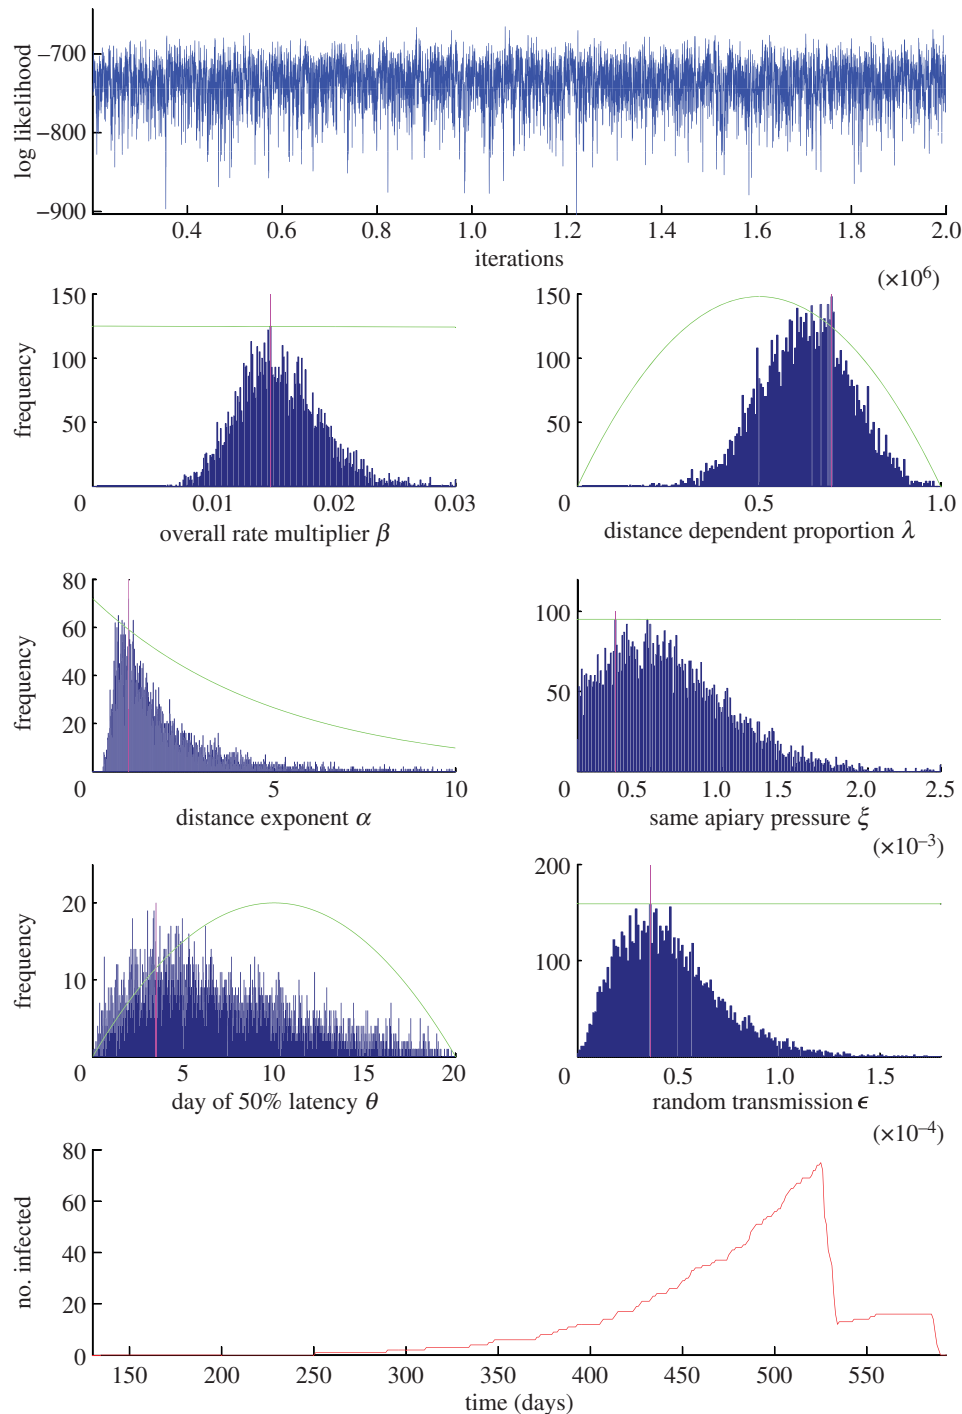 log likelihood
−700
−800
−900
0.4 0.6 0.8 1.0 1.2 1.4 1.6 1.8 2.0
iterations
(×10⁶)
frequency
150
100
50
0 0.01 0.02 0.03
overall rate multiplier β
150
100
50
0 0.5 1.0
distance dependent proportion λ
frequency
80
60
40
20
0 5 10
distance exponent α
100
50
0 0.5 1.0 1.5 2.0 2.5
same apiary pressure ξ
(×10⁻³)
frequency
20
10
0 5 10 15 20
day of 50% latency θ
200
100
0 0.5 1.0 1.5
random transmission ϵ
(×10⁻⁴)
no. infected
80
60
40
20
0
150 200 250 300 350 400 450 500 550
time (days)